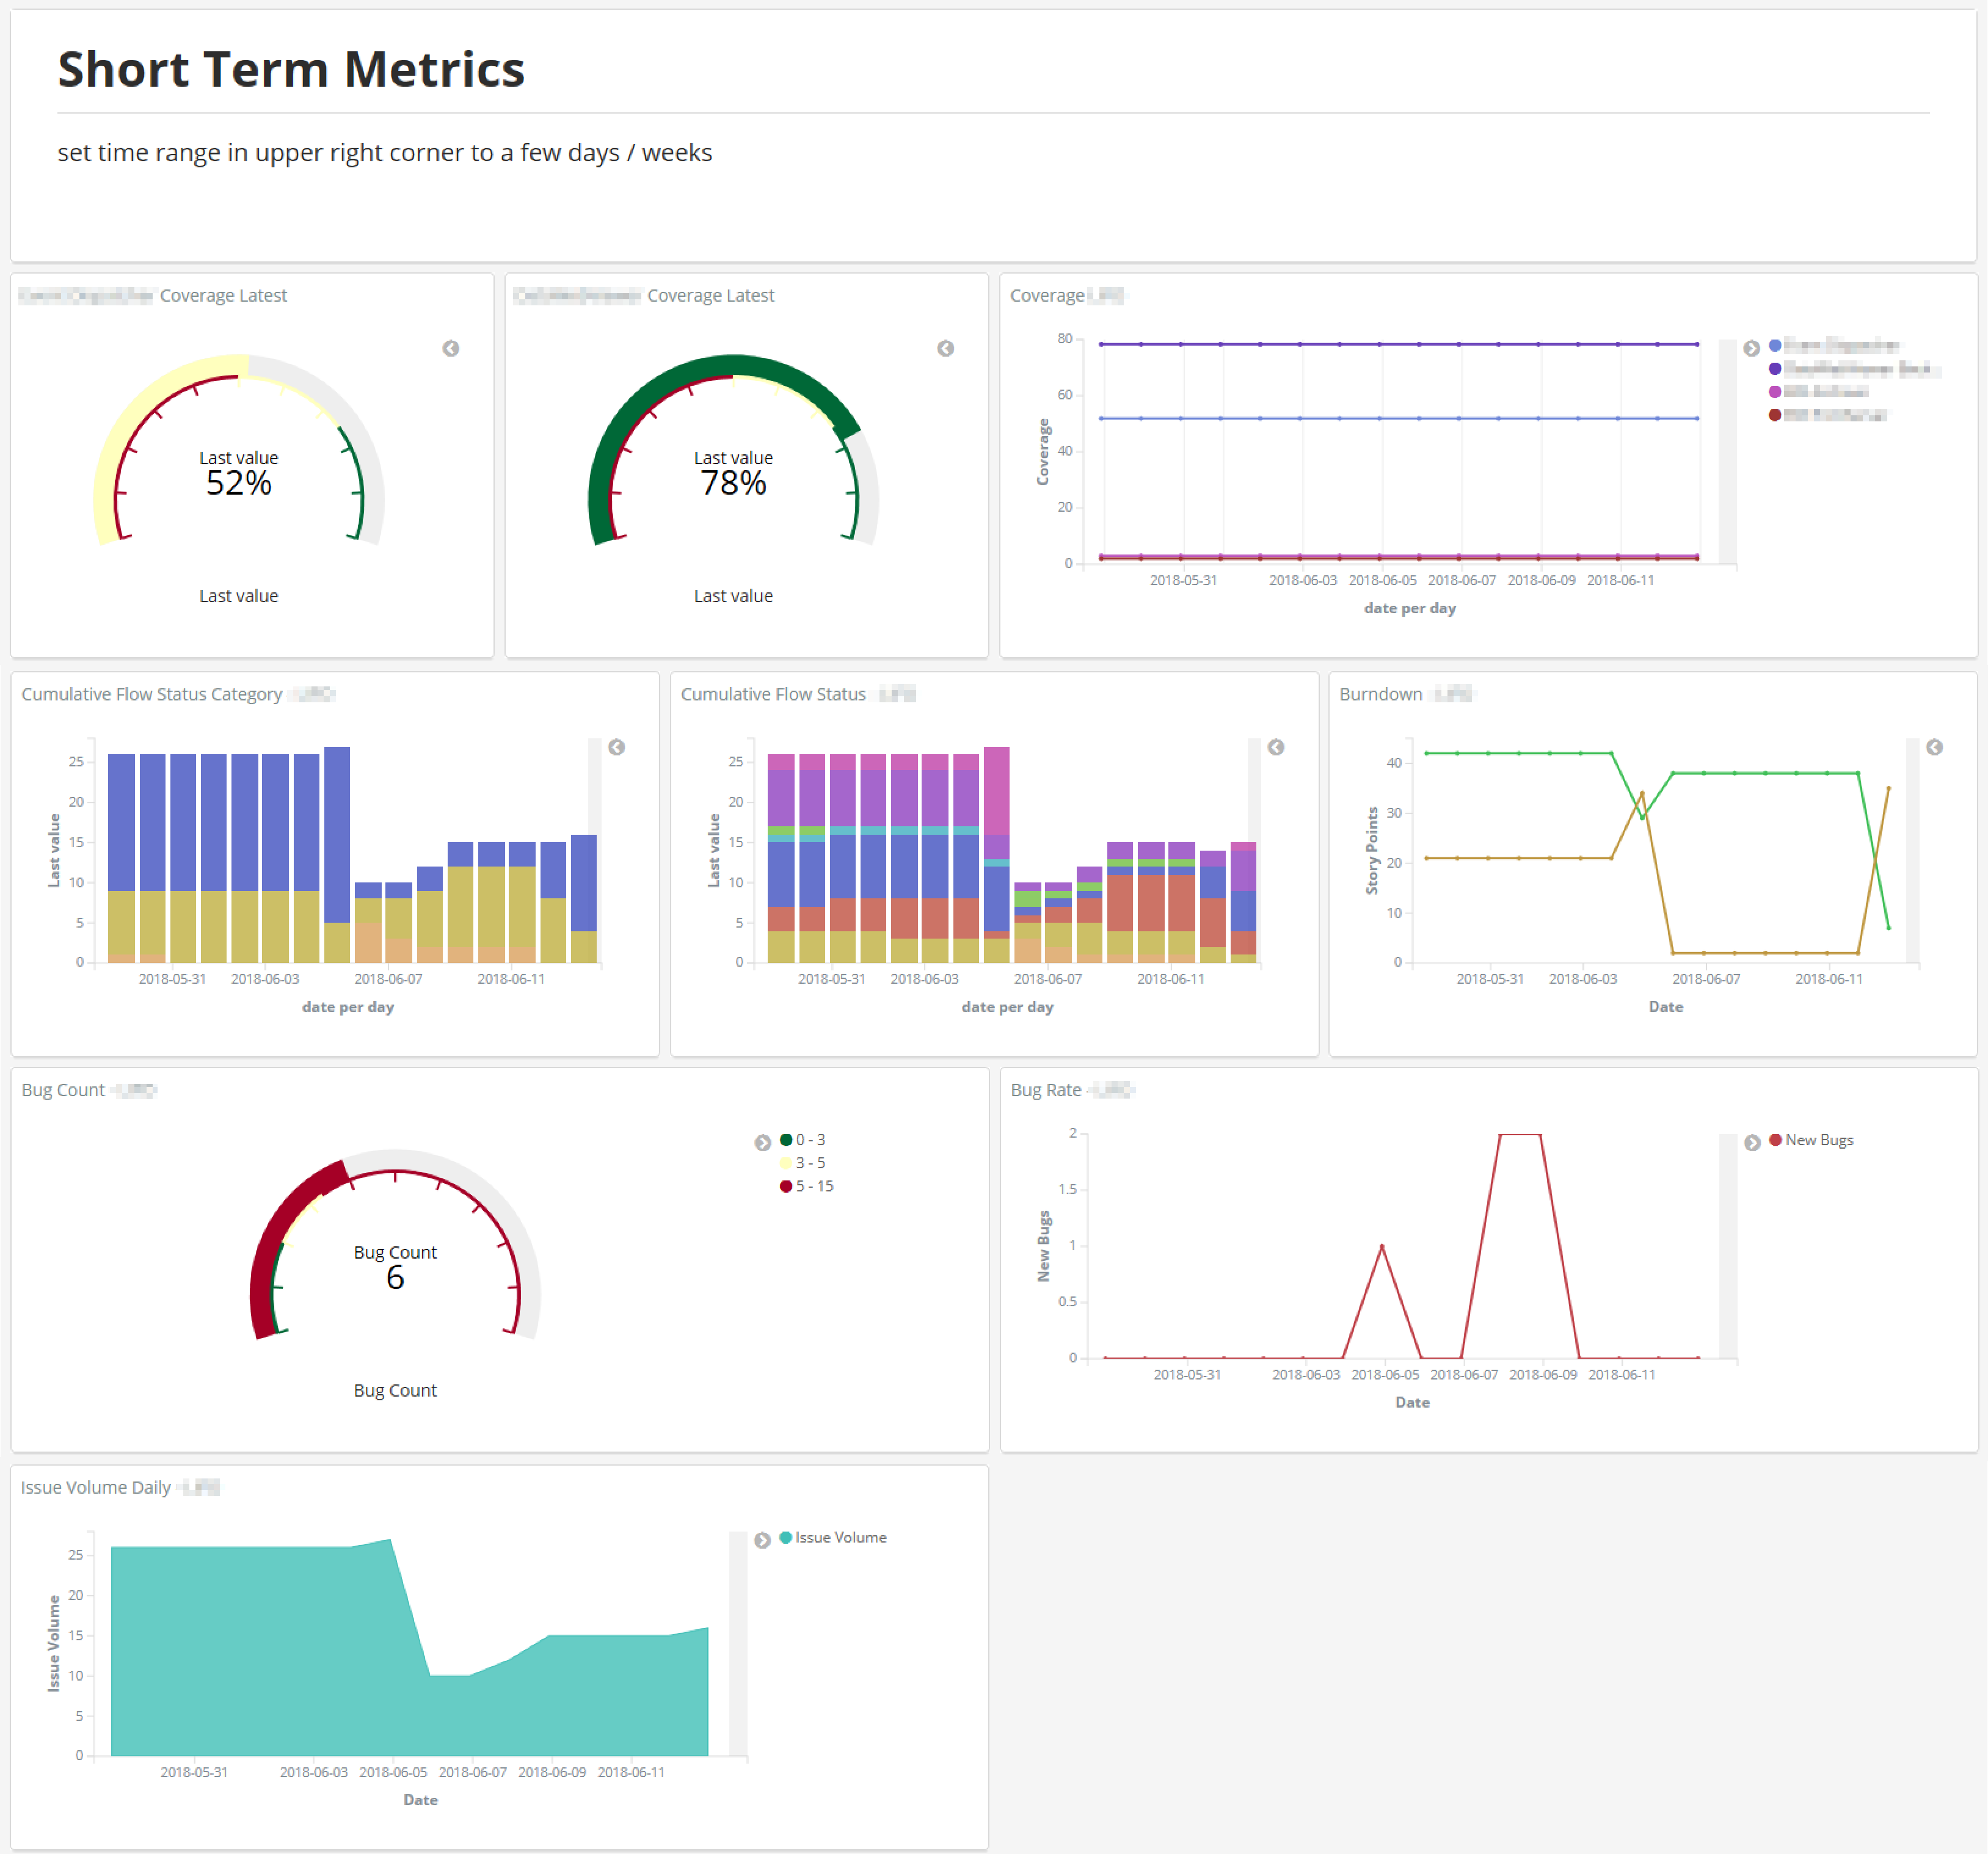 Short Term Metrics
set time range in upper right corner to a few days / weeks
Coverage Latest
Last value
52%
Last value
Coverage Latest
Last value
78%
Last value
Coverage
80
60
40
20
0
Coverage
2018-05-31 2018-06-03 2018-06-05 2018-06-07 2018-06-09 2018-06-11
date per day
Cumulative Flow Status Category
25
20
15
10
5
0
Last value
2018-05-31 2018-06-03 2018-06-07 2018-06-11
date per day
Cumulative Flow Status
25
20
15
10
5
0
Last value
2018-05-31 2018-06-03 2018-06-07 2018-06-11
date per day
Burndown
40
30
20
10
0
Story Points
2018-05-31 2018-06-03 2018-06-07 2018-06-11
Date
Bug Count
Bug Count
6
Bug Count
0 - 3
3 - 5
5 - 15
Bug Rate
2
1.5
1
0.5
0
New Bugs
2018-05-31 2018-06-03 2018-06-05 2018-06-07 2018-06-09 2018-06-11
Date
New Bugs
Issue Volume Daily
25
20
15
10
5
0
Issue Volume
2018-05-31 2018-06-03 2018-06-05 2018-06-07 2018-06-09 2018-06-11
Date
Issue Volume